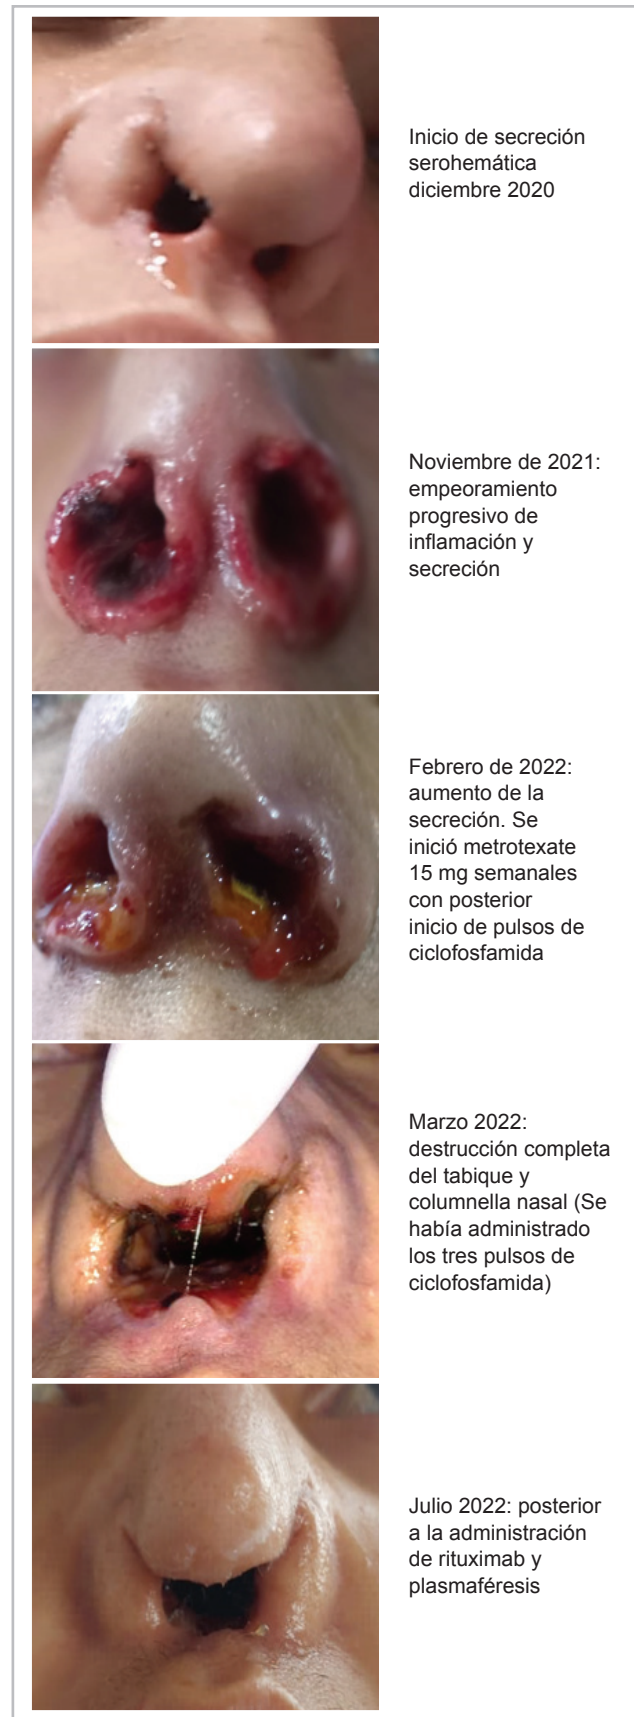 Inicio de secreción
serohemática
diciembre 2020
Noviembre de 2021:
empeoramiento
progresivo de
inflamación y
secreción
Febrero de 2022:
aumento de la
secreción. Se
inició metrotexate
15 mg semanales
con posterior
inicio de pulsos de
ciclofosfamida
Marzo 2022:
destrucción completa
del tabique y
columnella nasal (Se
había administrado
los tres pulsos de
ciclofosfamida)
Julio 2022: posterior
a la administración
de rituximab y
plasmaféresis